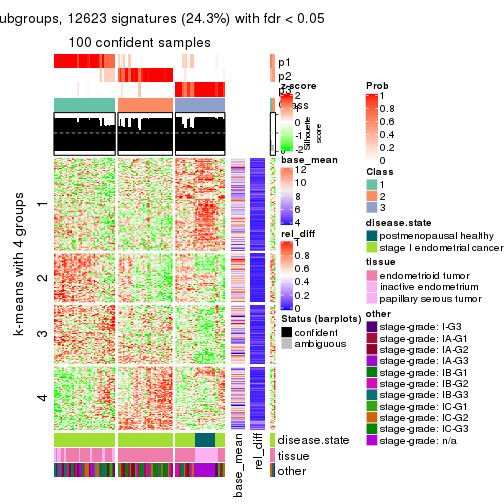 ubgroups, 12623 signatures (24.3%) with fdr < 0.05
100 confident samples
p1
p2
p3
Class
Silhouette
score
k-means with 4 groups
1
2
3
4
base_mean
rel_diff
disease.state
tissue
other
z-score
2
1
0
-1
-2
base_mean
12
10
8
6
4
rel_diff
1
0.8
0.6
0.4
0.2
0
Status (barplots)
confident
ambiguous
Prob
1
0.8
0.6
0.4
0.2
0
Class
1
2
3
disease.state
postmenopausal healthy
stage I endometrial cancer
tissue
endometrioid tumor
inactive endometrium
papillary serous tumor
other
stage-grade: I-G3
stage-grade: IA-G1
stage-grade: IA-G2
stage-grade: IA-G3
stage-grade: IB-G1
stage-grade: IB-G2
stage-grade: IB-G3
stage-grade: IC-G1
stage-grade: IC-G2
stage-grade: IC-G3
stage-grade: n/a